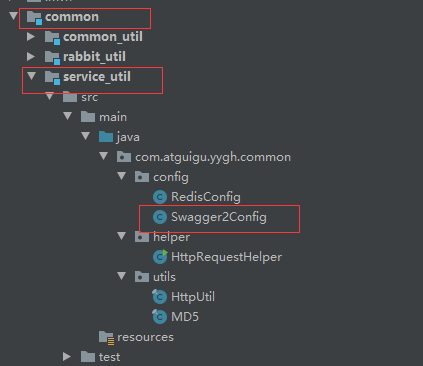 common
common_util
rabbit_util
service_util
src
main
java
com.atguigu.yygh.common
config
RedisConfig
Swagger2Config
helper
HttpRequestHelper
utils
HttpUtil
MD5
resources
test